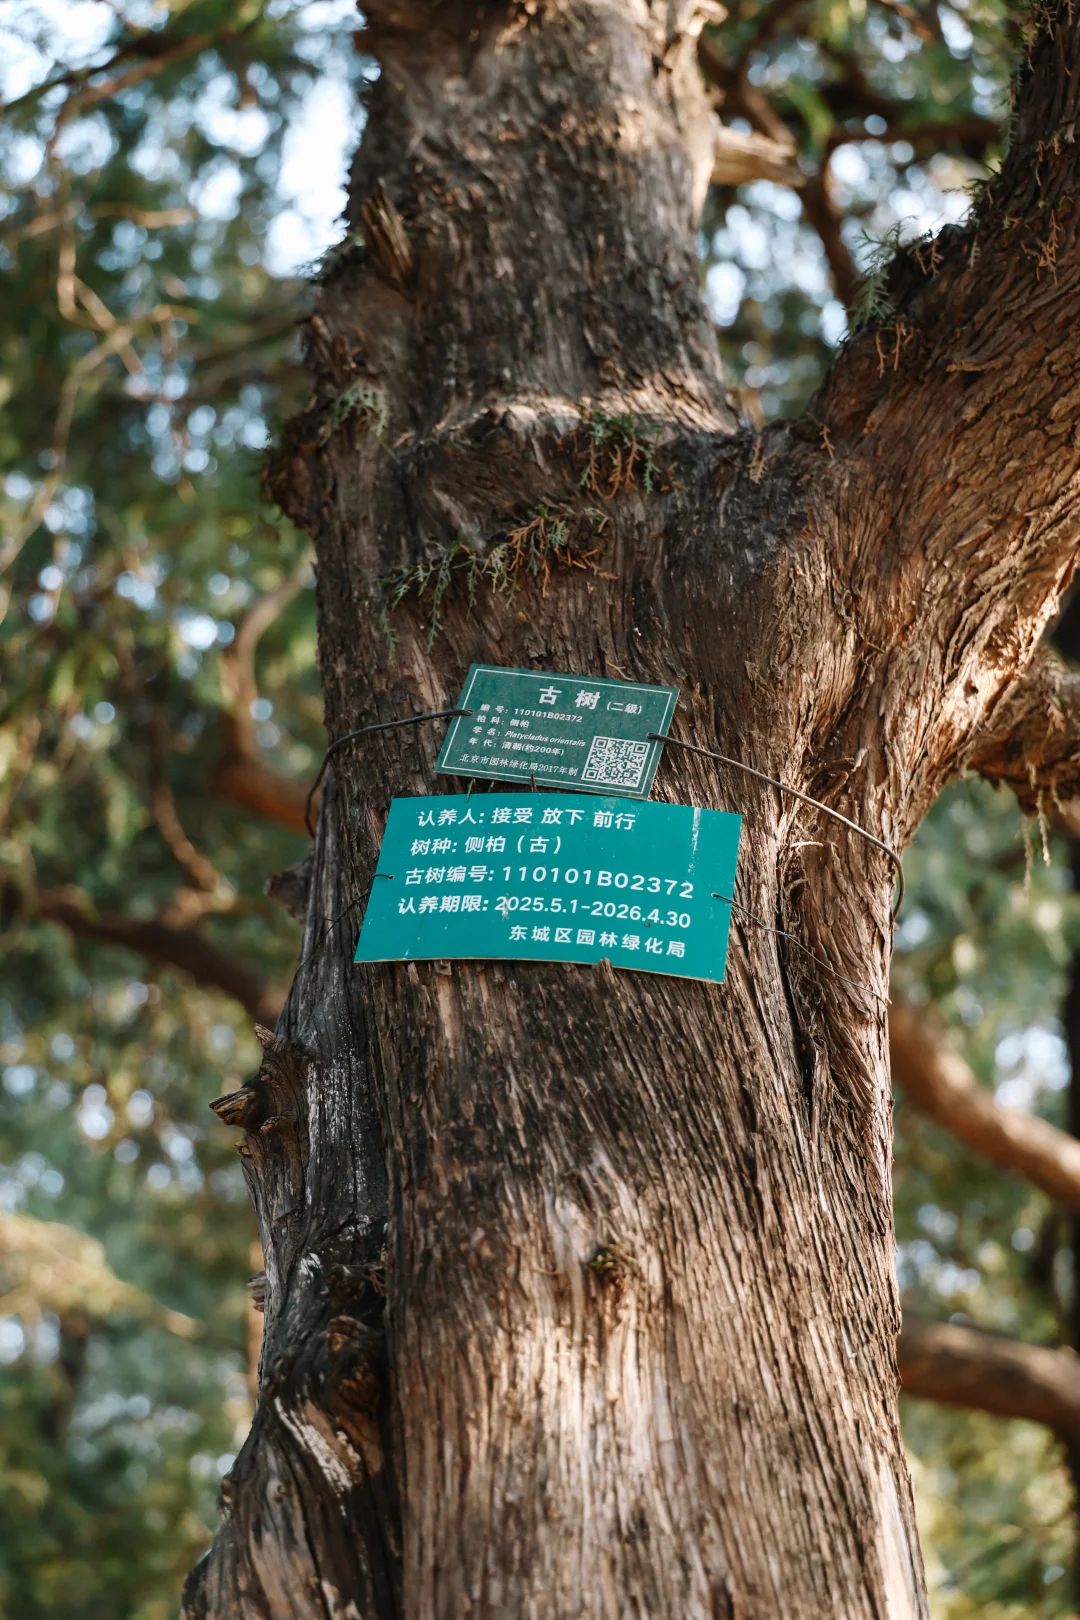 古树(二级)
编号：110101B02372
柏科：侧柏
学名：Platycladus orientalis
年代：清朝(约200年)
北京市园林绿化局2017年制
认养人: 接受 放下 前行
树种: 侧柏（古）
古树编号: 110101B02372
认养期限: 2025.5.1-2026.4.30
东城区园林绿化局